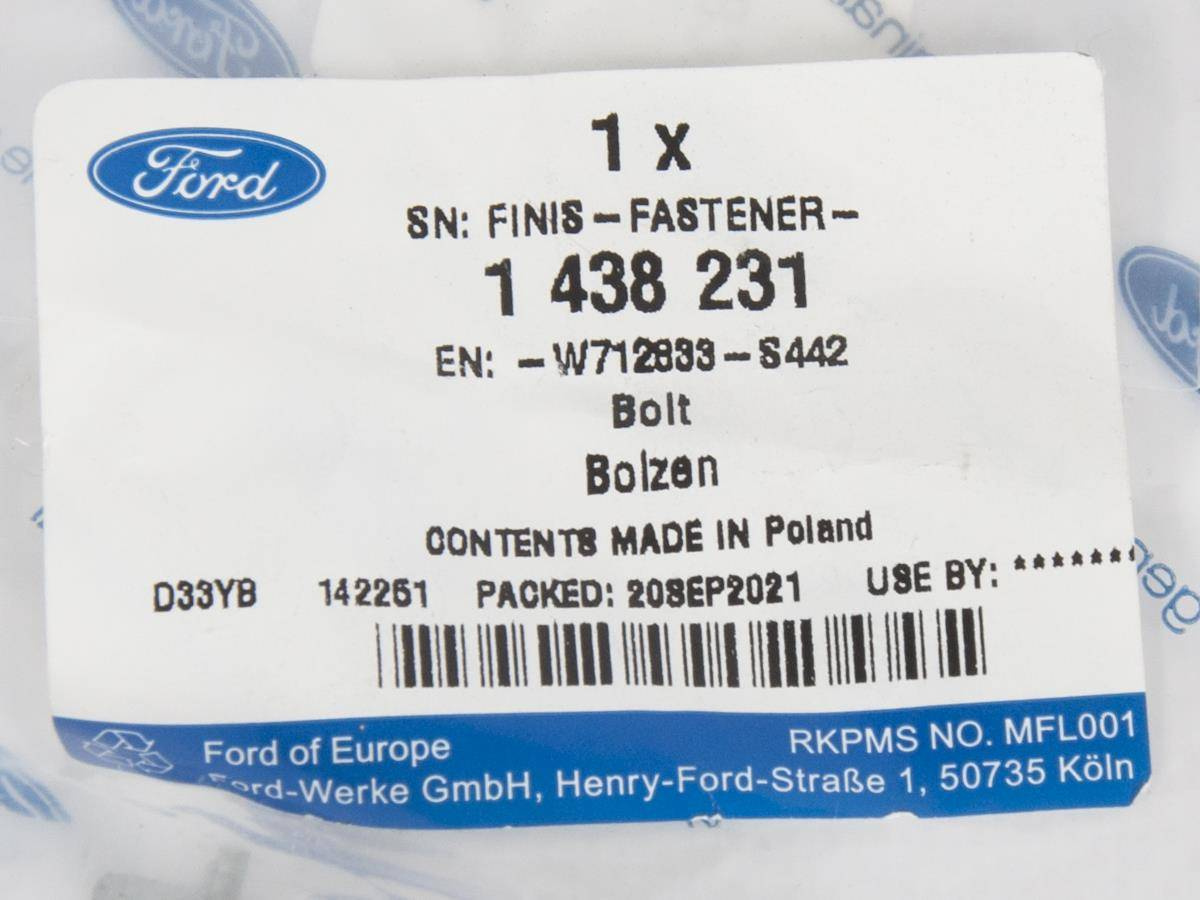 Ford
1 x
SN: FINIS-FASTENER-
1 438 231
EN: -W712833-S442
Bolt
Bolzen
CONTENTS MADE IN Poland
D33YB 142251 PACKED: 20SEP2021 USE BY: *******
Ford of Europe RKPMS NO. MFL001
Ford-Werke GmbH, Henry-Ford-Straße 1, 50735 Köln